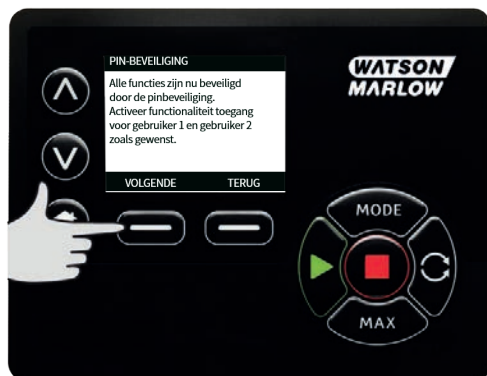 PIN-BEVEILIGING
Alle functies zijn nu beveiligd
door de pinbeveiliging.
Activeer functionaliteit toegang
voor gebruiker 1 en gebruiker 2
zoals gewenst.
VOLGENDE TERUG
WATSON
MARLOW
MODE
MAX